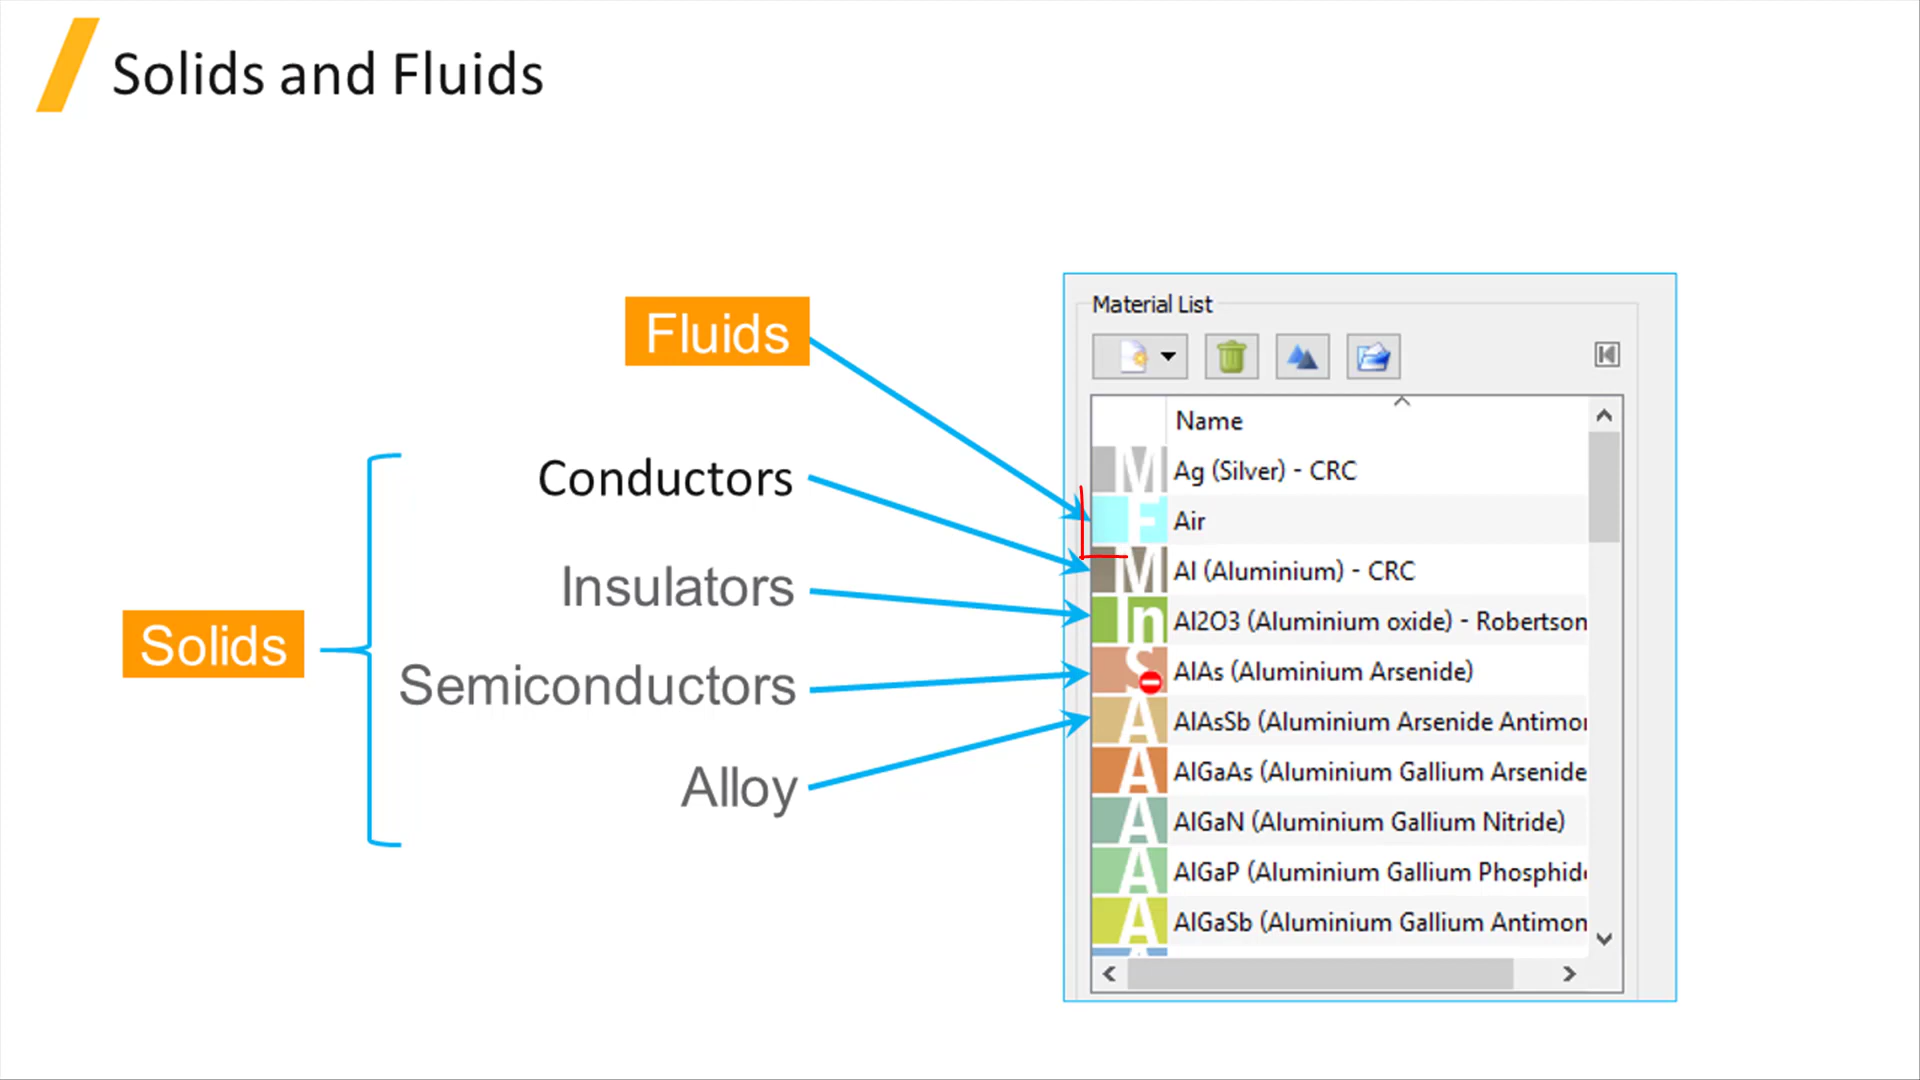 Solids and Fluids
Fluids
Conductors
Insulators
Solids
Semiconductors
Alloy
Material List
Name
M Ag (Silver) - CRC
F Air
M Al (Aluminium) - CRC
In Al2O3 (Aluminium oxide) - Robertson
S AlAs (Aluminium Arsenide)
A AlAsSb (Aluminium Arsenide Antimo
A AlGaAs (Aluminium Gallium Arsenide
A AlGaN (Aluminium Gallium Nitride)
A AlGaP (Aluminium Gallium Phosphid
A AlGaSb (Aluminium Gallium Antimon